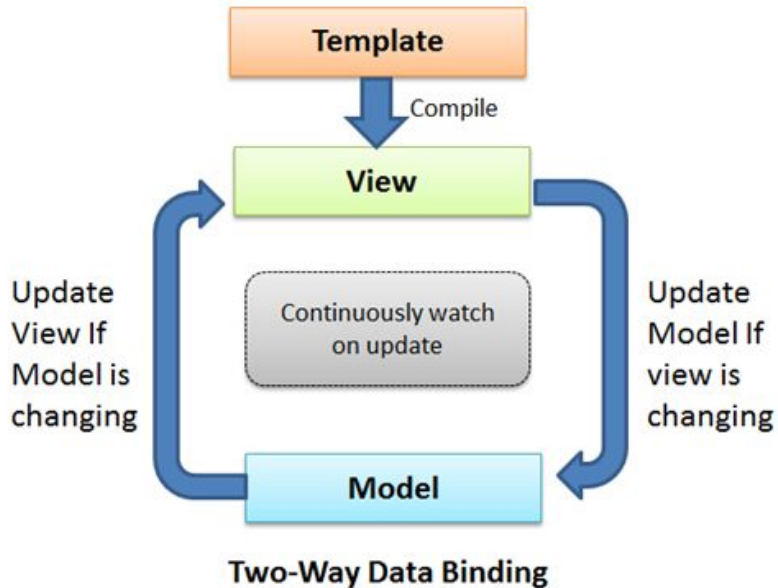 Template
Compile
View
Update
View If
Model is
changing
Continuously watch
on update
Update
Model If
view is
changing
Model
Two-Way Data Binding